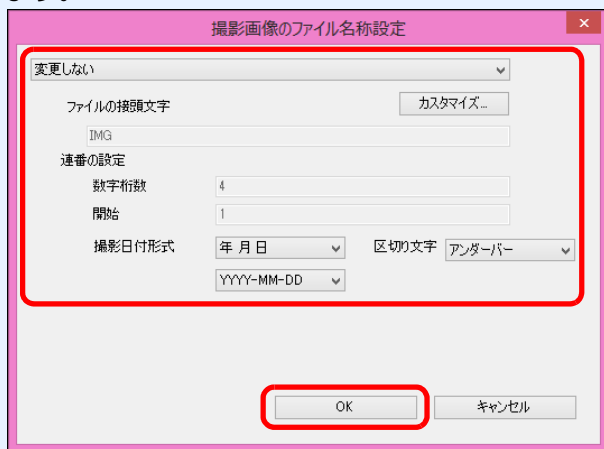 ます。
撮影画像のファイル名称設定
変更しない
ファイルの接頭文字 カスタマイズ...
IMG
連番の設定
数字桁数 4
開始 1
撮影日付形式 年 月 日 区切り文字 アンダーバー
YYYY-MM-DD
OK キャンセル